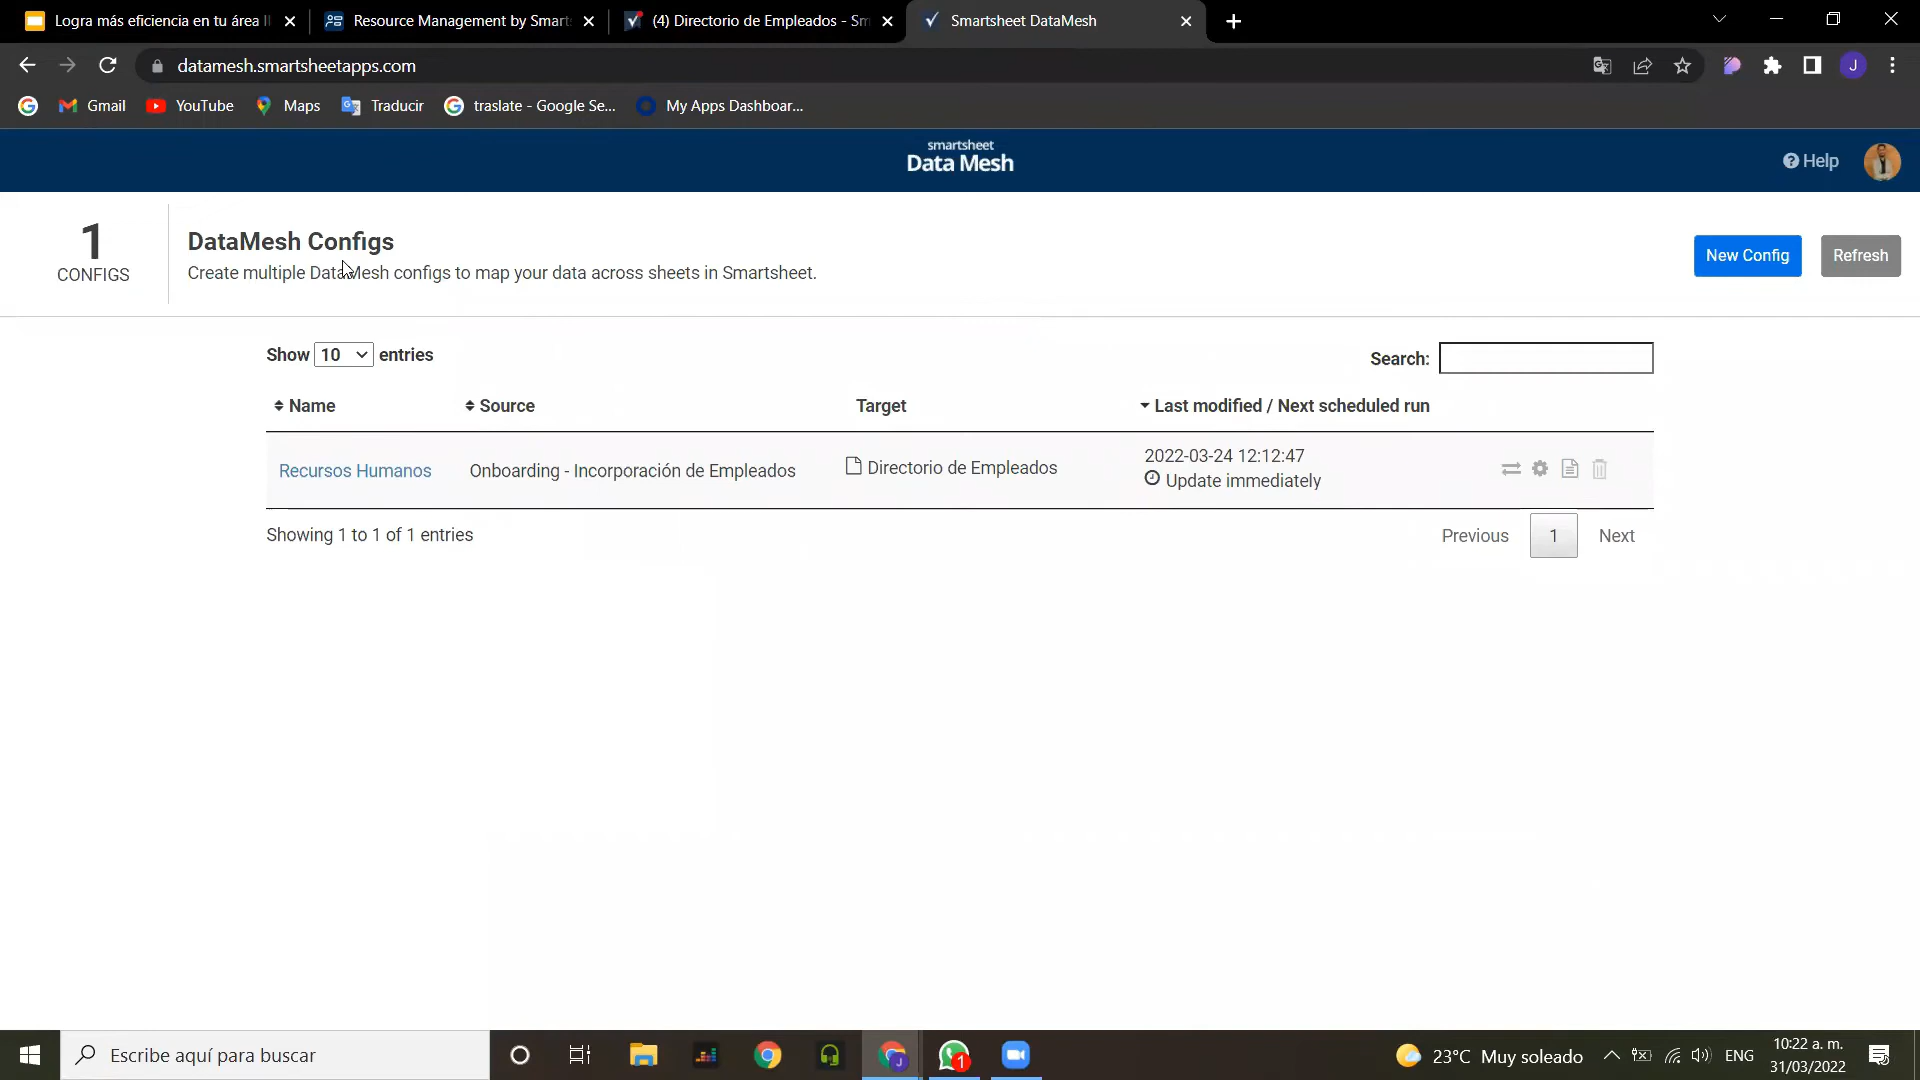 Logra más eficiencia en tu área
Resource Management by Smart
(4) Directorio de Empleados - Sm
Smartsheet DataMesh
datamesh.smartsheetapps.com
J
Gmail
YouTube
Maps
Traducir
traslate - Google Se...
My Apps Dashboar...
smartsheet
Data Mesh
Help
1
CONFIGS
DataMesh Configs
Create multiple DataMesh configs to map your data across sheets in Smartsheet.
New Config
Refresh
Show 10 entries
Search:
Name
Source
Target
Last modified / Next scheduled run
Recursos Humanos
Onboarding - Incorporación de Empleados
Directorio de Empleados
2022-03-24 12:12:47
Update immediately
Showing 1 to 1 of 1 entries
Previous
1
Next
Escribe aquí para buscar
J
1
23°C Muy soleado
ENG
10:22 a. m.
31/03/2022